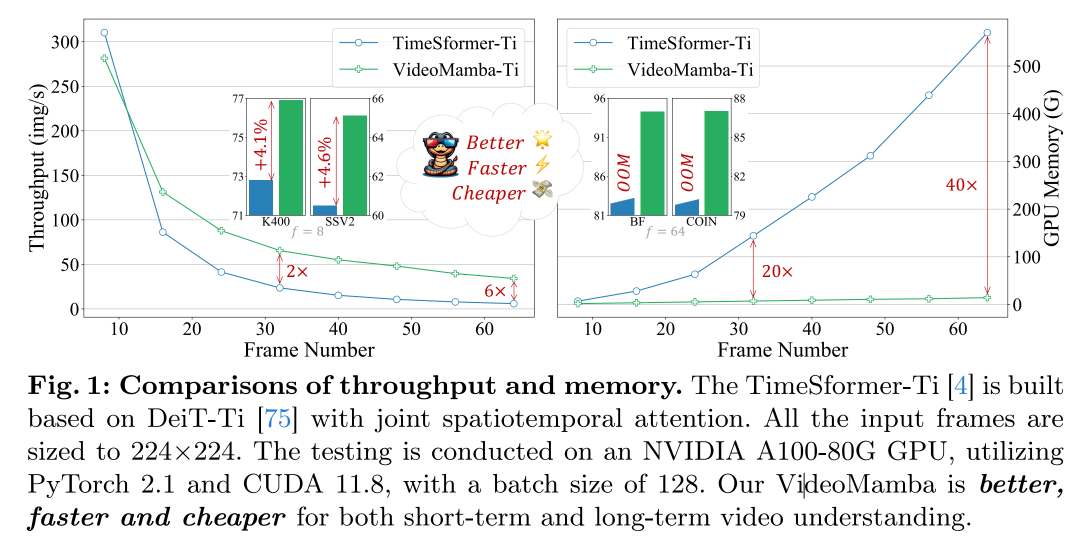 Throughput (img/s)
300
250
200
150
100
50
0
10 20 30 40 50 60
Frame Number
TimeSformer-Ti
VideoMamba-Ti
77
75
73
71
+4.1%
K400
66
64
62
60
+4.6%
SSV2
f = 8
2×
6×
Better
Faster
Cheaper
TimeSformer-Ti
VideoMamba-Ti
96
91
86
81
OOM
BF
88
85
82
79
OOM
COIN
f = 64
20×
40×
500
400
300
200
100
0
GPU Memory (G)
10 20 30 40 50 60
Frame Number
Fig. 1: Comparisons of throughput and memory. The TimeSformer-Ti [4] is built
based on DeiT-Ti [75] with joint spatiotemporal attention. All the input frames are
sized to 224×224. The testing is conducted on an NVIDIA A100-80G GPU, utilizing
PyTorch 2.1 and CUDA 11.8, with a batch size of 128. Our VideoMamba is better,
faster and cheaper for both short-term and long-term video understanding.